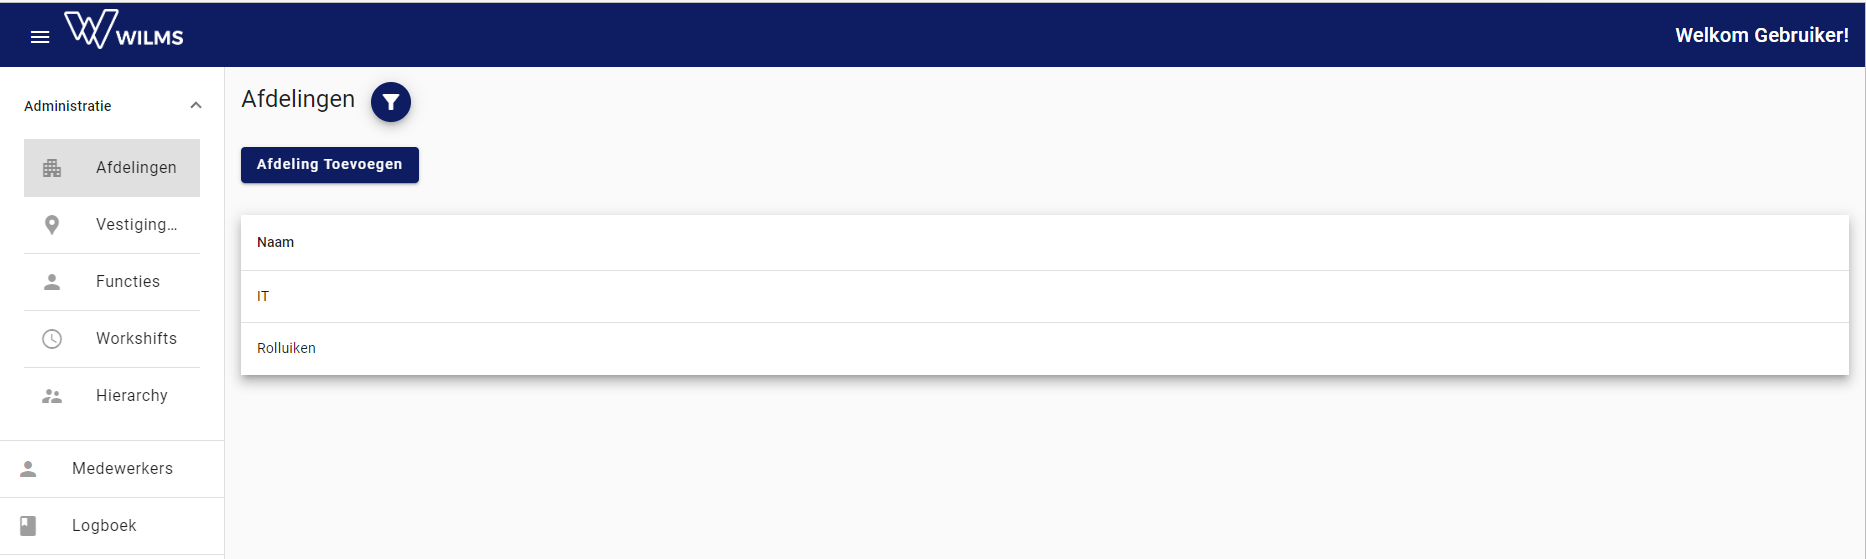 WILMS
Welkom Gebruiker!
Administratie
Afdelingen
Vestiging...
Functies
Workshifts
Hierarchy
Medewerkers
Logboek
Afdelingen
Afdeling Toevoegen
Naam
IT
Rolluiken